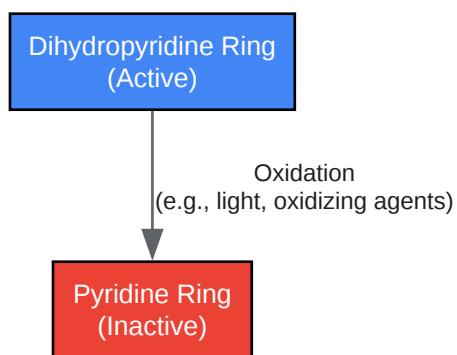 Dihydropyridine Ring
(Active)
Oxidation
(e.g., light, oxidizing agents)
Pyridine Ring
(Inactive)